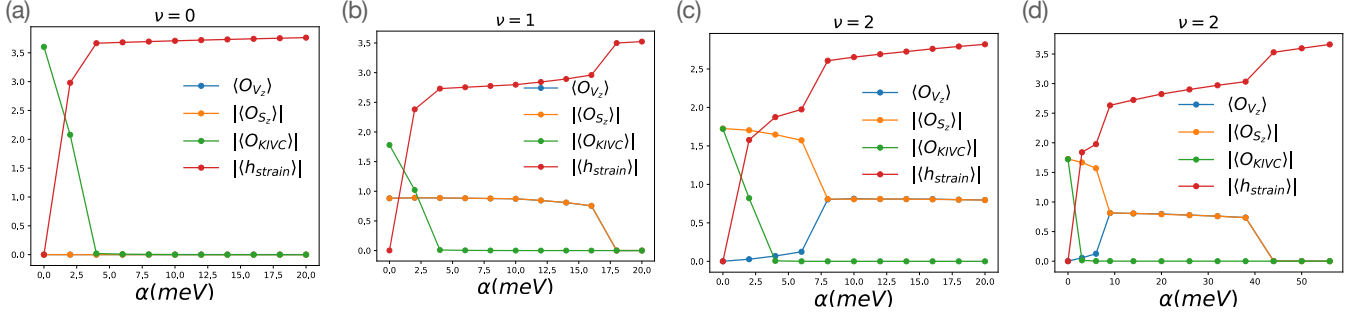 (a)
ν=0
3.5
3.0
2.5
2.0
1.5
1.0
0.5
0.0
⟨O_{V_z}⟩
|⟨O_{S_z}⟩|
|⟨O_{KIVC}⟩|
|⟨h_{strain}⟩|
0,0 2,5 5,0 7,5 10,0 12,5 15,0 17,5 20,0
α(meV)
(b)
ν=1
3.5
3.0
2.5
2.0
1.5
1.0
0.5
0.0
⟨O_{V_z}⟩
|⟨O_{S_z}⟩|
|⟨O_{KIVC}⟩|
|⟨h_{strain}⟩|
0,0 2,5 5,0 7,5 10,0 12,5 15,0 17,5 20,0
α(meV)
(c)
ν=2
2.5
2.0
1.5
1.0
0.5
0.0
⟨O_{V_z}⟩
|⟨O_{S_z}⟩|
|⟨O_{KIVC}⟩|
|⟨h_{strain}⟩|
0,0 2,5 5,0 7,5 10,0 12,5 15,0 17,5 20,0
α(meV)
(d)
ν=2
3.5
3.0
2.5
2.0
1.5
1.0
0.5
0.0
⟨O_{V_z}⟩
|⟨O_{S_z}⟩|
|⟨O_{KIVC}⟩|
|⟨h_{strain}⟩|
0 10 20 30 40 50
α(meV)